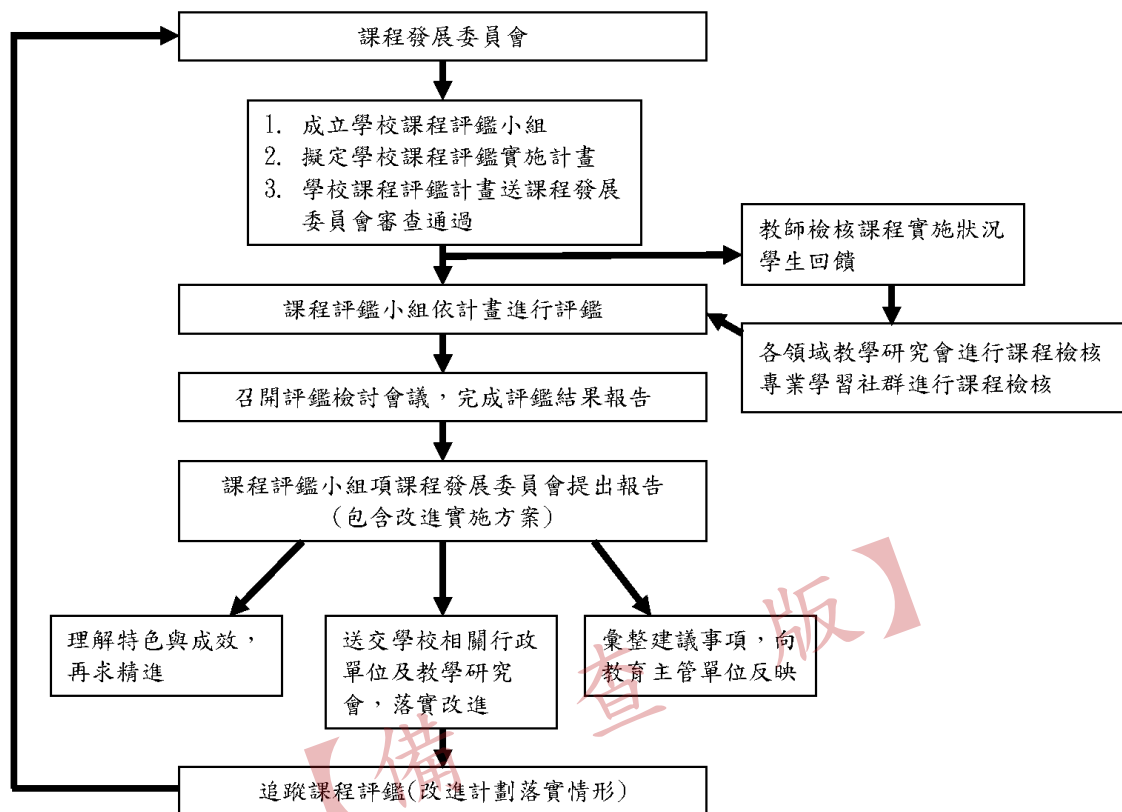 課程發展委員會
1. 成立學校課程評鑑小組
2. 擬定學校課程評鑑實施計畫
3. 學校課程評鑑計畫送課程發展
委員會審查通過
教師檢核課程實施狀況
學生回饋
課程評鑑小組依計畫進行評鑑
各領域教學研究會進行課程檢核
專業學習社群進行課程檢核
召開評鑑檢討會議，完成評鑑結果報告
課程評鑑小組項課程發展委員會提出報告
(包含改進實施方案)
理解特色與成效，
再求精進
送交學校相關行政
單位及教學研究
會，落實改進
彙整建議事項，向
教育主管單位反映
追蹤課程評鑑(改進計劃落實情形)
【備查版】